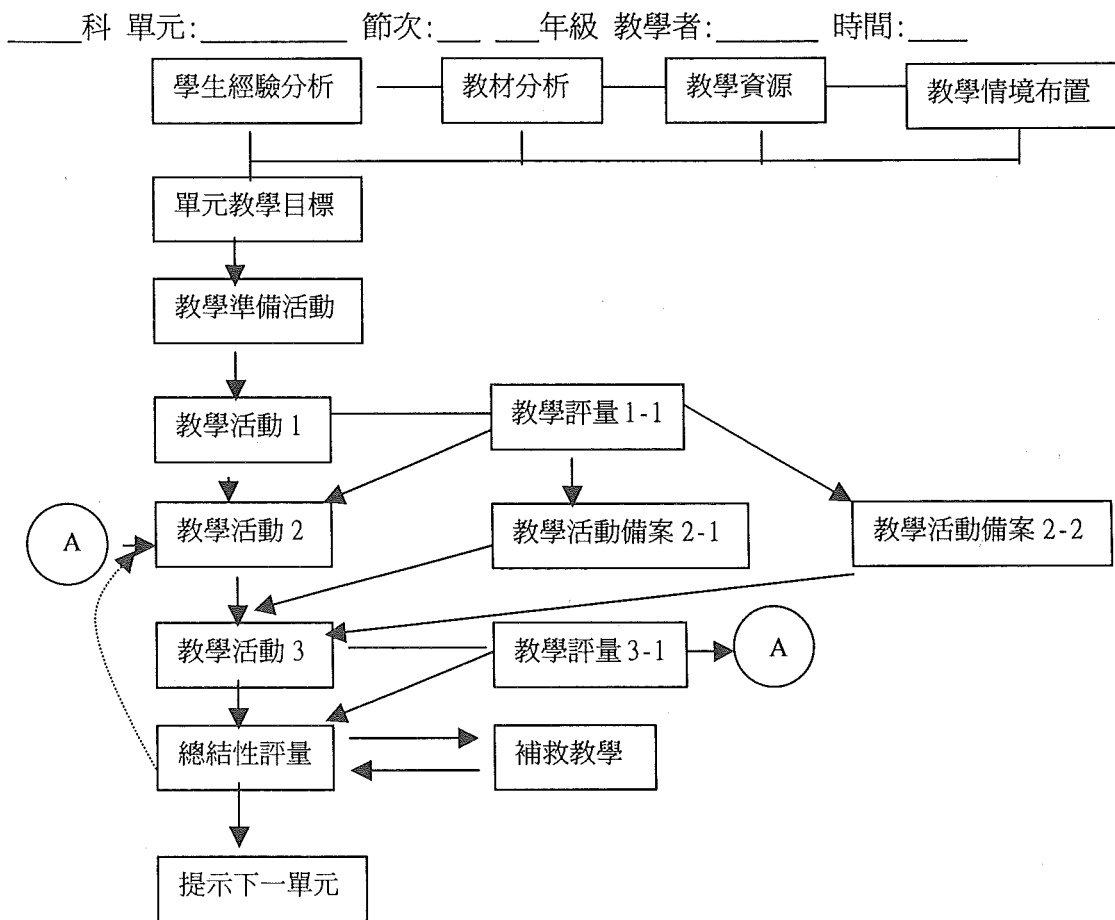 ____科 單元:________ 節次:__ __年級 教學者:______ 時間:___
學生經驗分析 教材分析 教學資源 教學情境布置
單元教學目標
教學準備活動
教學活動 1 教學評量 1-1
A 教學活動 2 教學活動備案 2-1 教學活動備案 2-2
教學活動 3 教學評量 3-1 A
總結性評量 補救教學
提示下一單元